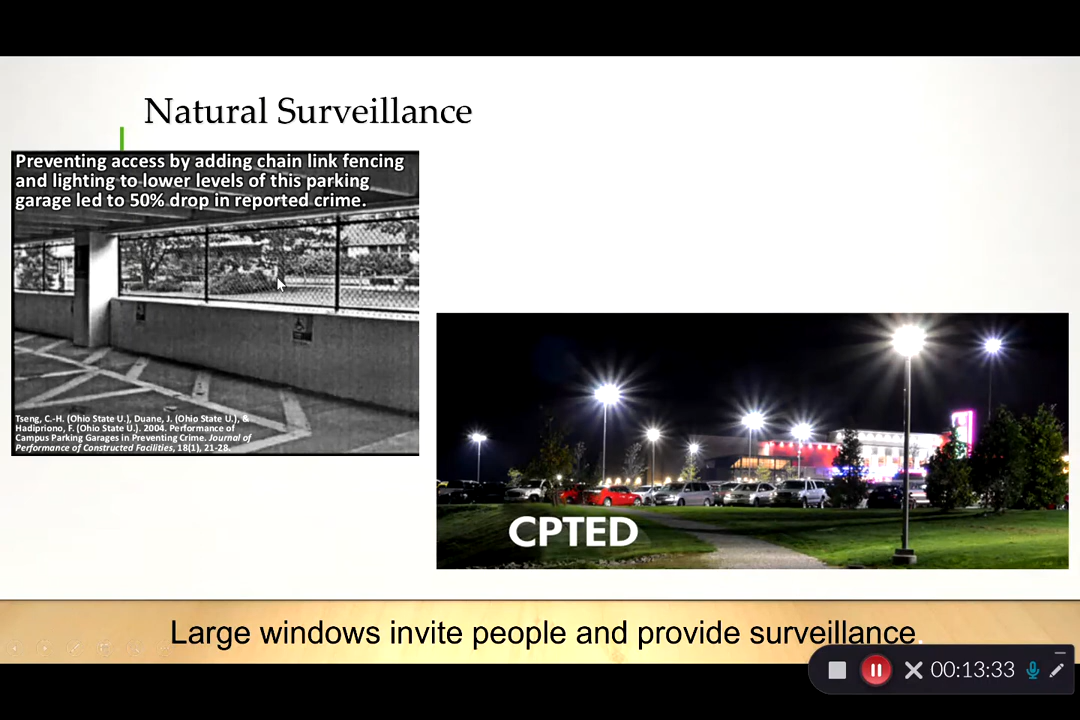 Natural Surveillance
Preventing access by adding chain link fencing
and lighting to lower levels of this parking
garage led to 50% drop in reported crime.
Tseng, C.-H. (Ohio State U.), Duane, J. (Ohio State U.), &
Hadipriono, F. (Ohio State U.). 2004. Performance of
Campus Parking Garages in Preventing Crime. Journal of
Performance of Constructed Facilities, 18(1), 21-28.
CPTED
Large windows invite people and provide surveillance.
00:13:33